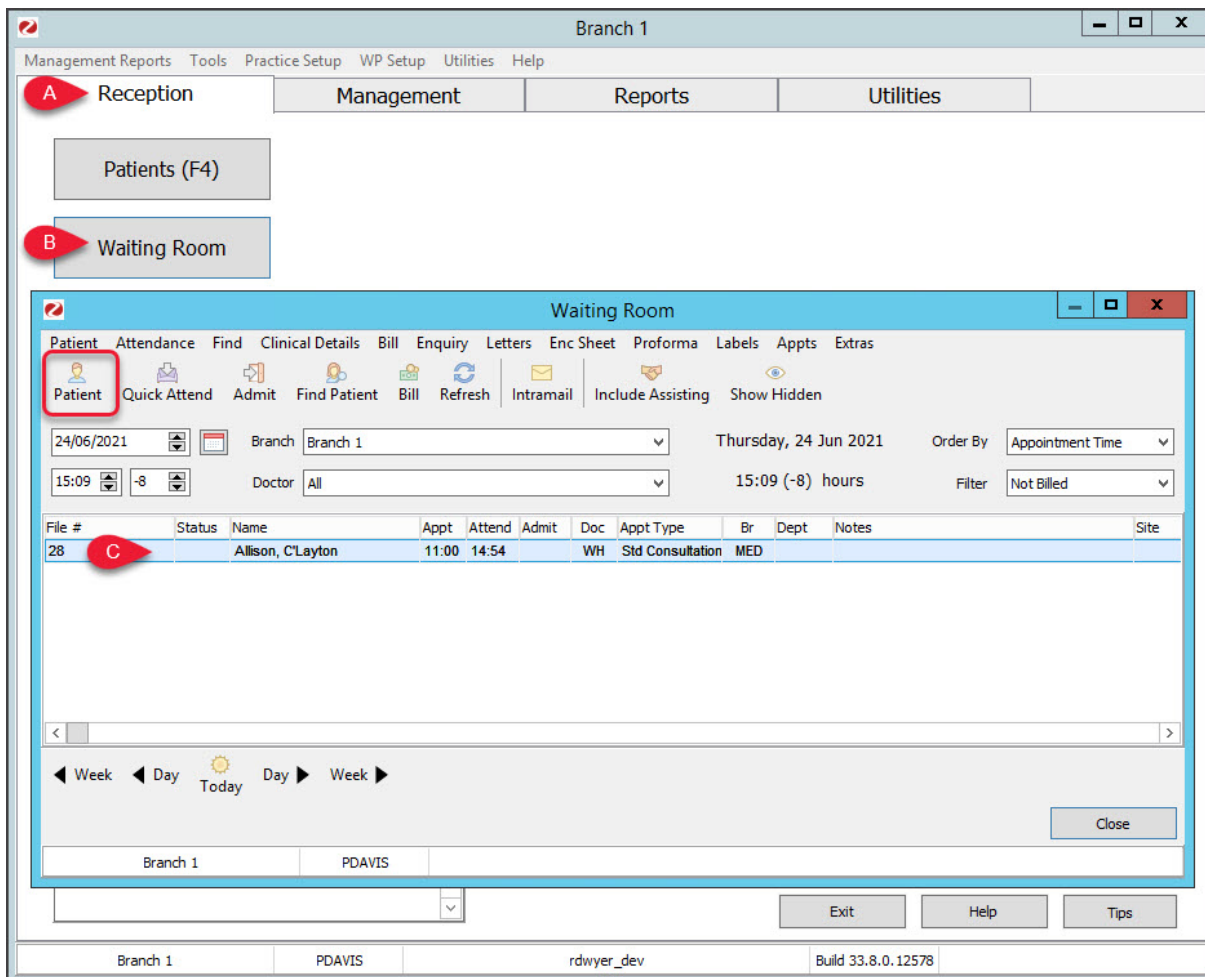 Branch 1
Management Reports Tools Practice Setup WP Setup Utilities Help
A Reception Management Reports Utilities
Patients (F4)
B Waiting Room
Waiting Room
Patient Attendance Find Clinical Details Bill Enquiry Letters Enc Sheet Proforma Labels Appts Extras
Patient Quick Attend Admit Find Patient Bill Refresh Intramail Include Assisting Show Hidden
24/06/2021 Branch Branch 1 Thursday, 24 Jun 2021 Order By Appointment Time
15:09 -8 Doctor All 15:09 (-8) hours Filter Not Billed
File # Status Name Appt Attend Admit Doc Appt Type Br Dept Notes Site
28 C Allison, C'Layton 11:00 14:54 WH Std Consultation MED
Week Day Today Day Week
Close
Branch 1 PDAVIS
Exit Help Tips
Branch 1 PDAVIS rdwyer_dev Build 33.8.0.12578